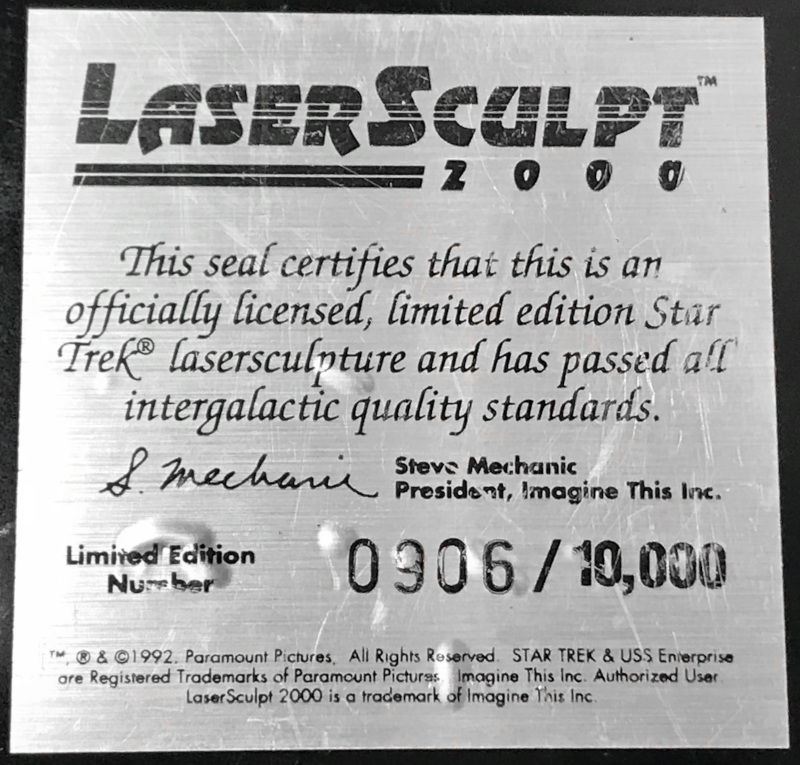 LASERSCULPT™
2000
This seal certifies that this is an
officially licensed, limited edition Star
Trek® lasersculpture and has passed all
intergalactic quality standards.
S. Mechanic
Steve Mechanic
President, Imagine This Inc.
Limited Edition
Number
0906/10,000
™, ® & ©1992. Paramount Pictures, All Rights Reserved. STAR TREK & USS Enterprise
are Registered Trademarks of Paramount Pictures. Imagine This Inc. Authorized User
LaserSculpt 2000 is a trademark of Imagine This Inc.